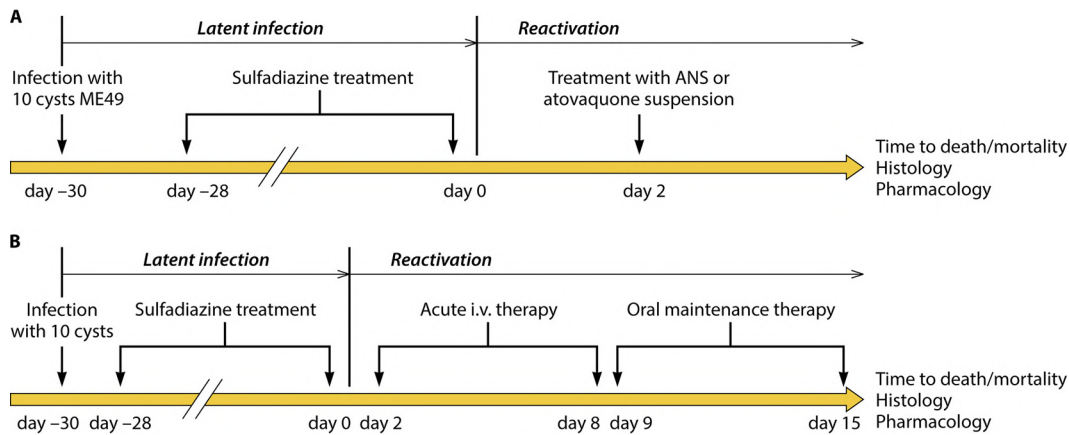 A
Latent infection
Reactivation
Infection with
10 cysts ME49
Sulfadiazine treatment
Treatment with ANS or
atovaquone suspension
Time to death/mortality
Histology
Pharmacology
day –30
day –28
day 0
day 2
B
Latent infection
Reactivation
Infection
with 10 cysts
Sulfadiazine treatment
Acute i.v. therapy
Oral maintenance therapy
Time to death/mortality
Histology
Pharmacology
day –30
day –28
day 0
day 2
day 8
day 9
day 15